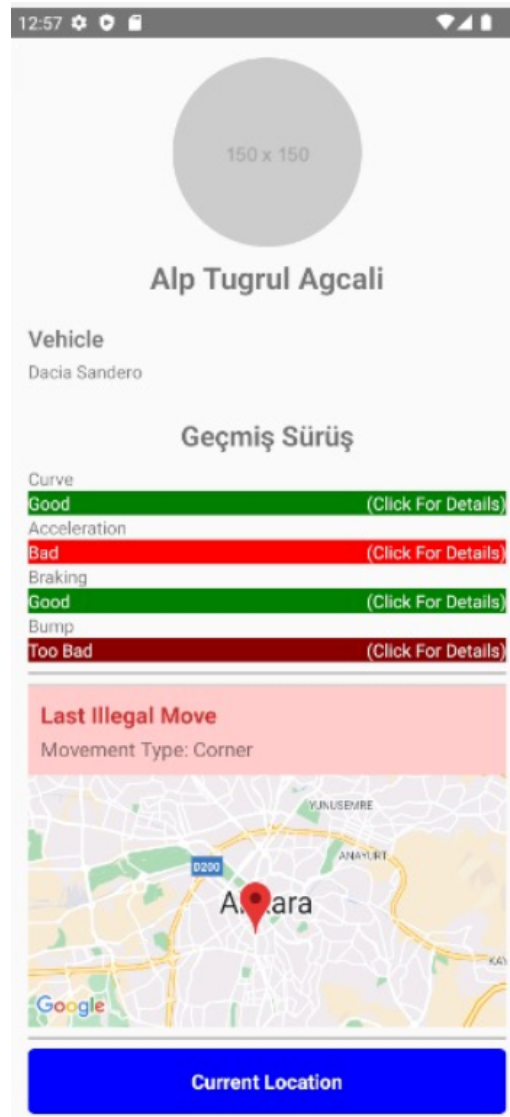 12:57
150 x 150
Alp Tugrul Agcali
Vehicle
Dacia Sandero
Geçmiş Sürüş
Curve
Good (Click For Details)
Acceleration
Bad (Click For Details)
Braking
Good (Click For Details)
Bump
Too Bad (Click For Details)
Last Illegal Move
Movement Type: Corner
YUNUSEMRE
ANAYURT
D200
Ankara
KAY
Google
Current Location